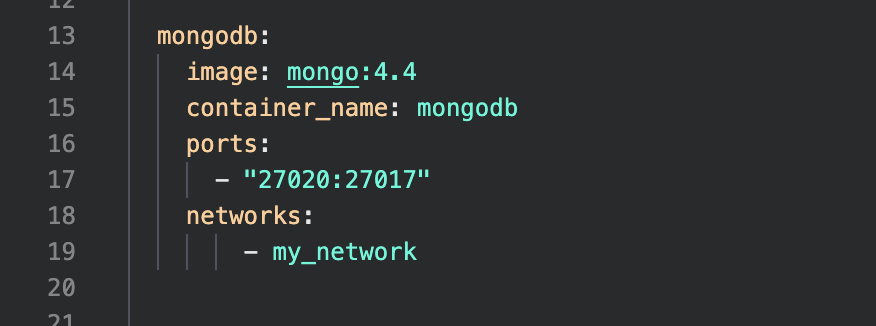 12
13 mongodb:
14 image: mongo:4.4
15 container_name: mongodb
16 ports:
17 - "27020:27017"
18 networks:
19 - my_network
20
21